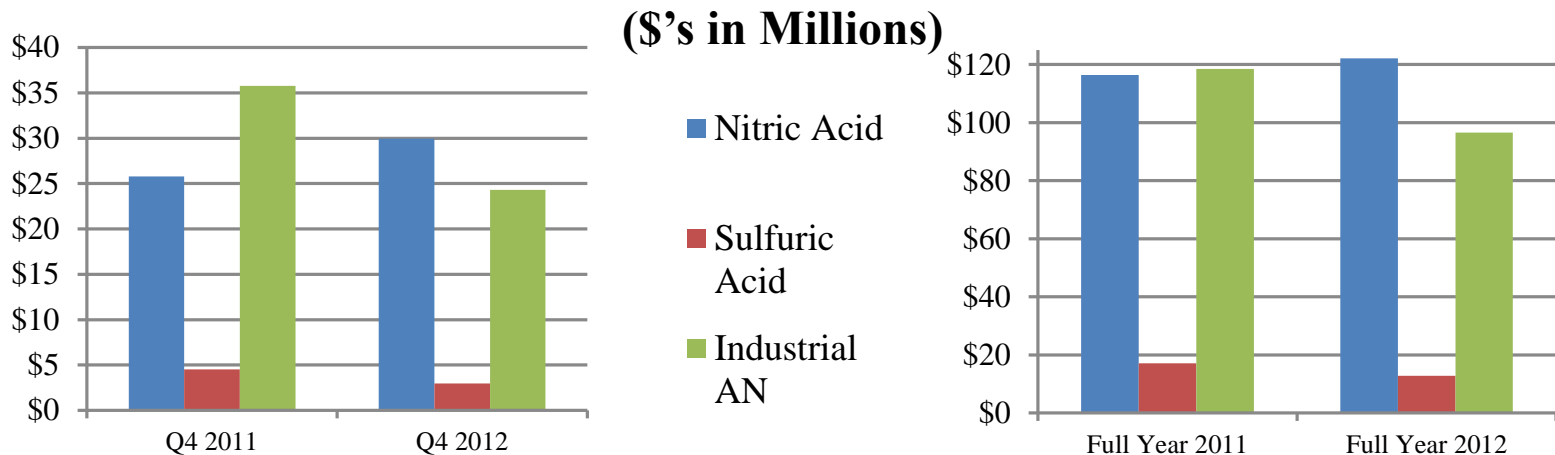 ($'s in Millions)
$40
$35
$30
$25
$20
$15
$10
$5
$0
Q4 2011
Q4 2012
Nitric Acid
Sulfuric
Acid
Industrial
AN
$120
$100
$80
$60
$40
$20
$0
Full Year 2011
Full Year 2012